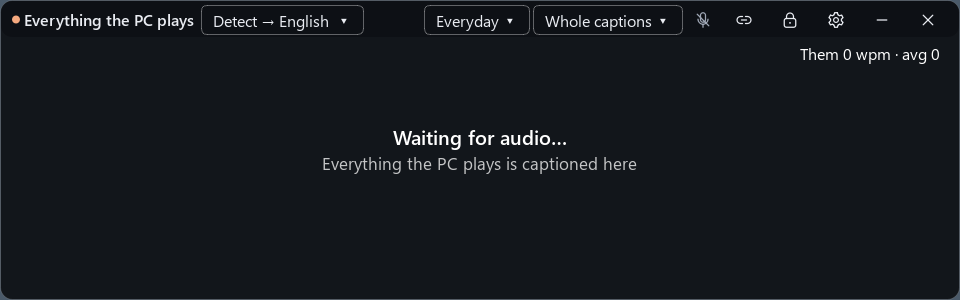 Everything the PC plays
Detect → English ▾
Everyday ▾
Whole captions ▾
Them 0 wpm · avg 0
Waiting for audio...
Everything the PC plays is captioned here